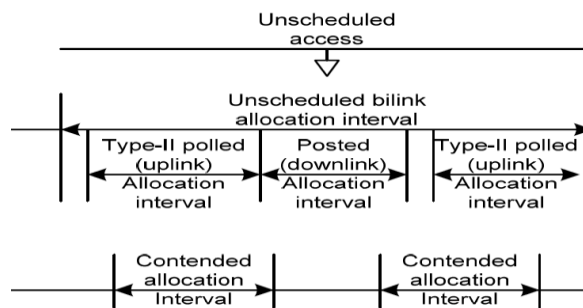 Unscheduled
access
Unscheduled bilink
allocation interval
Type-II polled
(uplink)
Allocation
interval
Posted
(downlink)
Allocation
interval
Type-II polled
(uplink)
Allocation
interval
Contended
allocation
Interval
Contended
allocation
Interval